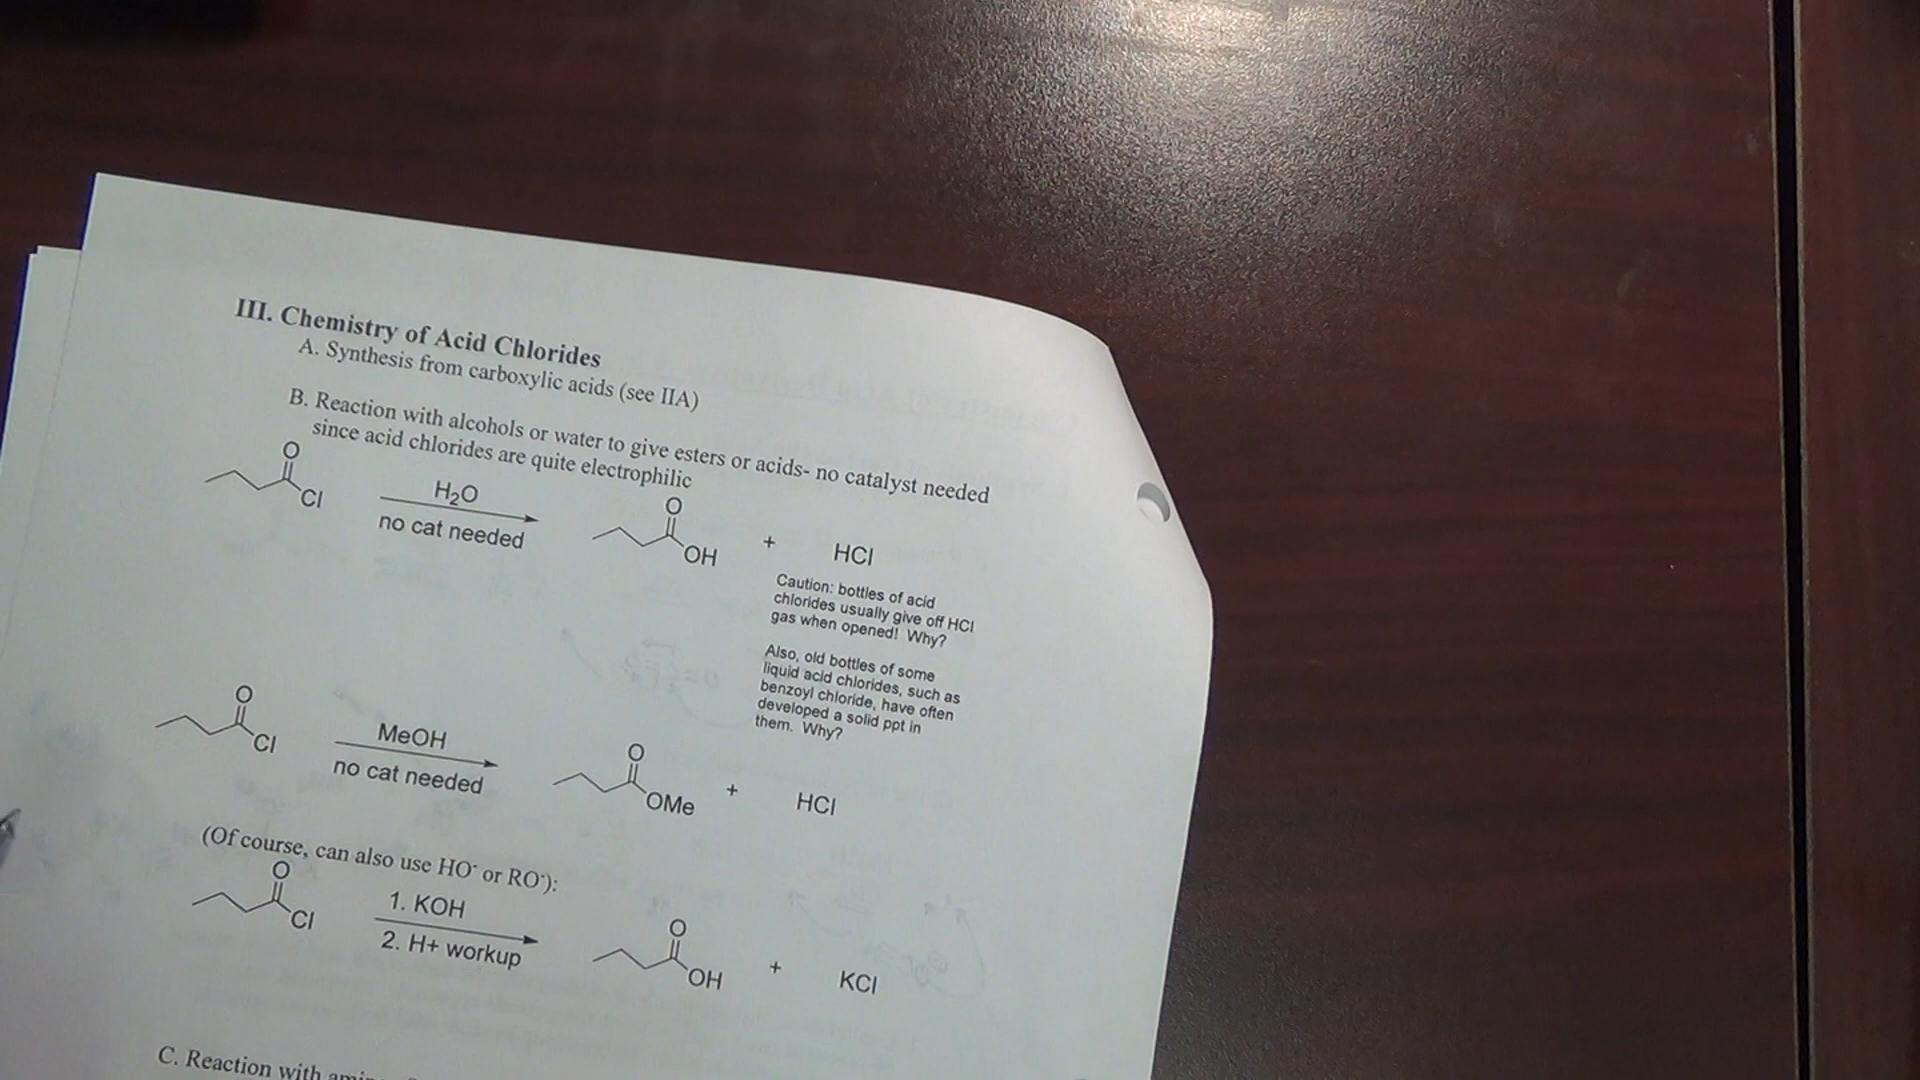 III. Chemistry of Acid Chlorides
A. Synthesis from carboxylic acids (see IIA)
B. Reaction with alcohols or water to give esters or acids- no catalyst needed
since acid chlorides are quite electrophilic
O
Cl
H₂O
no cat needed
O
OH
+
HCl
Caution: bottles of acid
chlorides usually give off HCl
gas when opened! Why?
Also, old bottles of some
liquid acid chlorides, such as
benzoyl chloride, have often
developed a solid ppt in
them. Why?
O
Cl
MeOH
no cat needed
O
OMe
+
HCl
(Of course, can also use HO⁻ or RO⁻):
O
Cl
1. KOH
2. H+ workup
O
OH
+
KCl
C. Reaction with